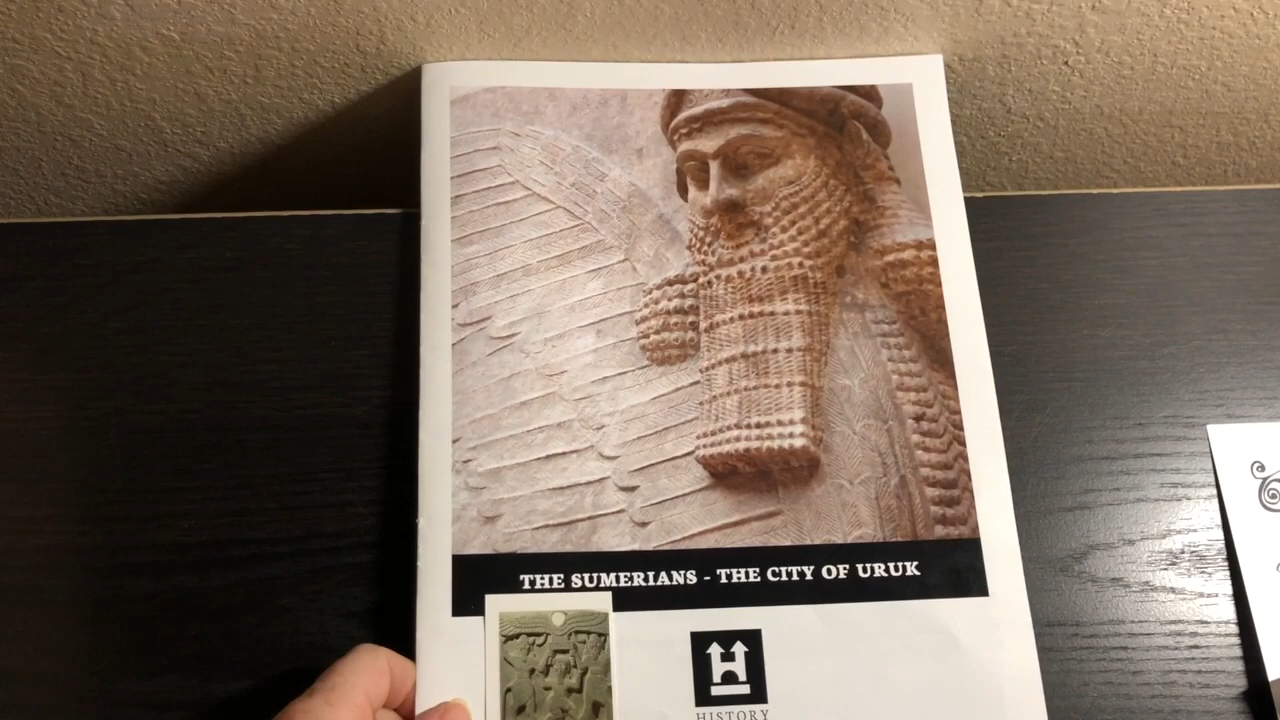 THE SUMERIANS - THE CITY OF URUK
H
HISTORY